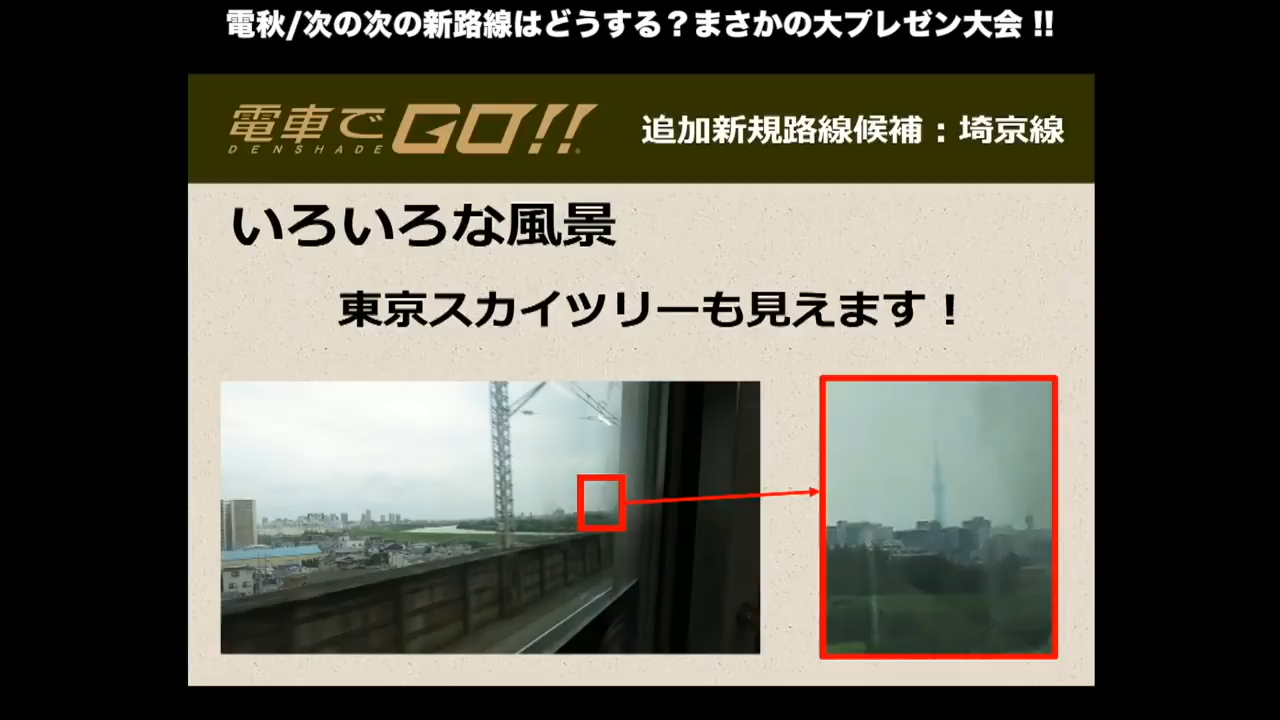 電秋/次の次の新路線はどうする？まさかの大プレゼン大会 !!
電車でGO!!
DENSHADE
追加新規路線候補：埼京線
いろいろな風景
東京スカイツリーも見えます！